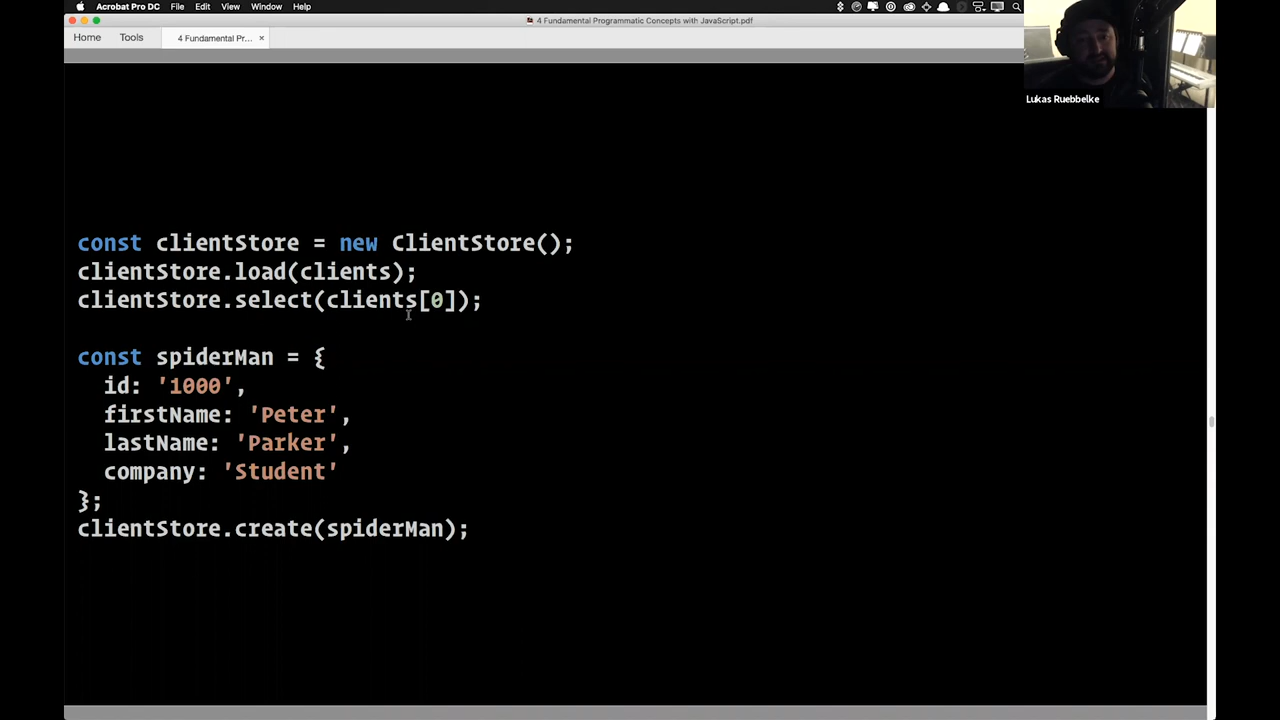 Acrobat Pro DC File Edit View Window Help
4 Fundamental Programmatic Concepts with JavaScript.pdf
Home Tools 4 Fundamental Pr... ×
Lukas Ruebbelke
const clientStore = new ClientStore();
clientStore.load(clients);
clientStore.select(clients[0]);
const spiderMan = {
id: '1000',
firstName: 'Peter',
lastName: 'Parker',
company: 'Student'
};
clientStore.create(spiderMan);